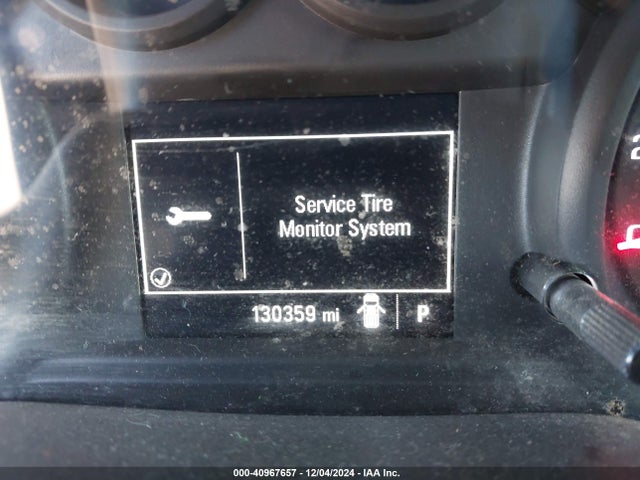 Service Tire
Monitor System
130359 mi P
000-40967657 - 12/04/2024 - IAA Inc.